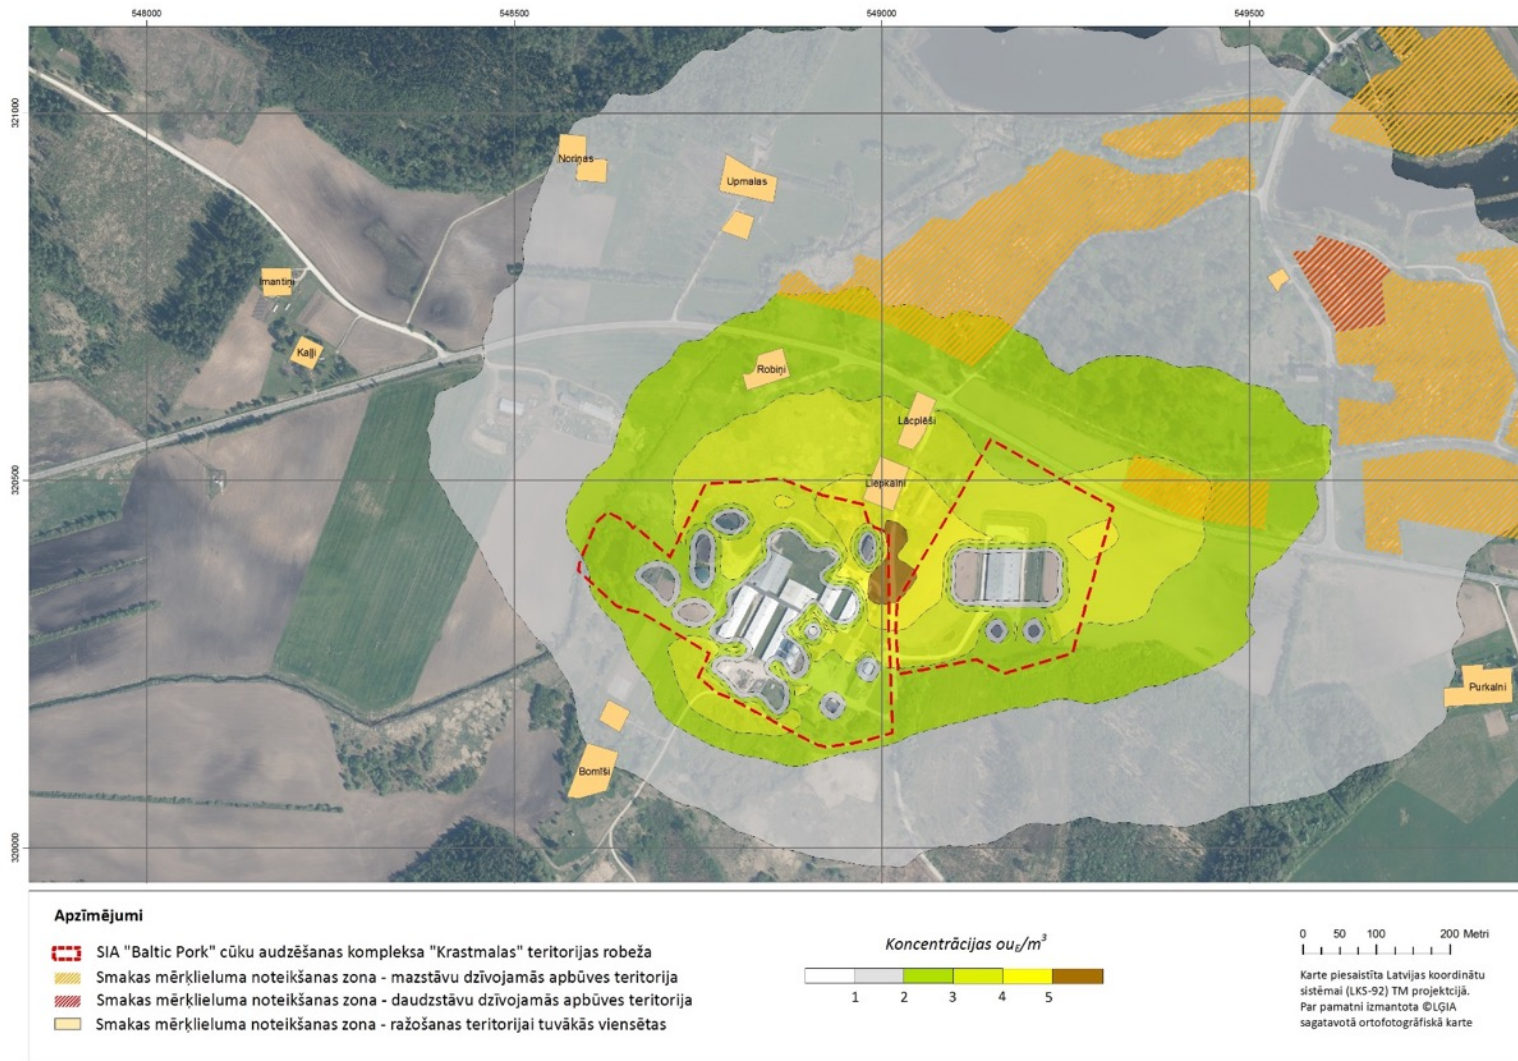 548000
548500
549000
549500
321000
320500
320000
Noriņas
Upmalas
Imantiņi
Kaļļi
Robiņi
Lācplēši
Liepkalni
Purkalni
Bomīši
Apzīmējumi
SIA "Baltic Pork" cūku audzēšanas kompleksa "Krastmalas" teritorijas robeža
Smakas mērķlieluma noteikšanas zona - mazstāvu dzīvojamās apbūves teritorija
Smakas mērķlieluma noteikšanas zona - daudzstāvu dzīvojamās apbūves teritorija
Smakas mērķlieluma noteikšanas zona - ražošanas teritorijai tuvākās viensētas
Koncentrācijas ouE/m3
1 2 3 4 5
0 50 100 200 Metri
Karte piesaistīta Latvijas koordinātu
sistēmai (LKS-92) TM projekcijā.
Par pamatni izmantota ©LĢIA
sagatavotā ortofotogrāfiskā karte